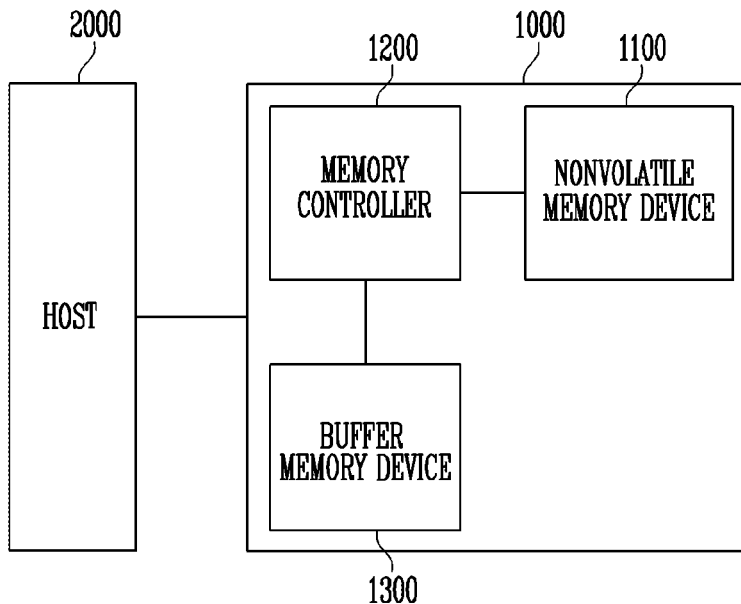 2000
1000
1200
1100
MEMORY
CONTROLLER
NONVOLATILE
MEMORY DEVICE
HOST
BUFFER
MEMORY DEVICE
1300